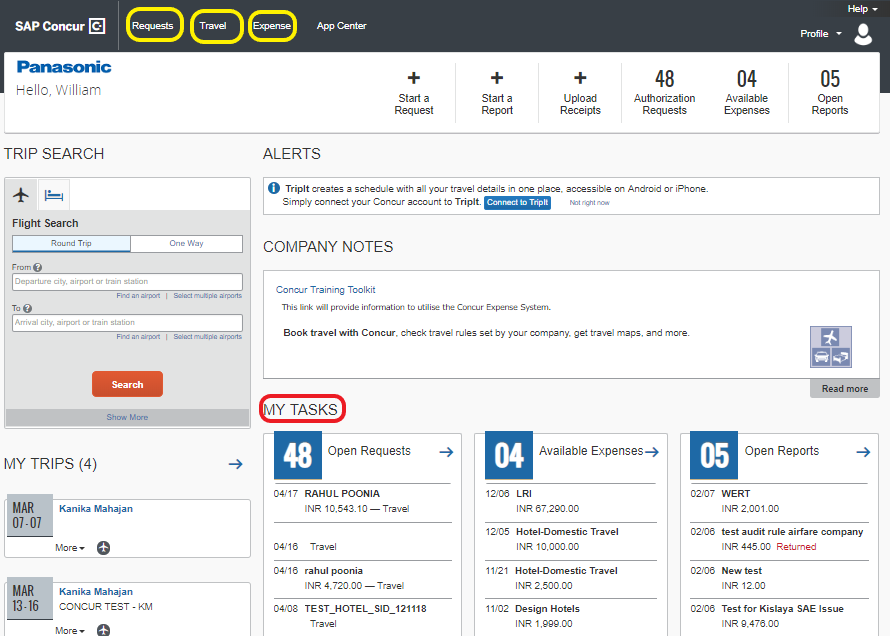 SAP Concur C
Requests
Travel
Expense
App Center
Help
Profile
Panasonic
Hello, William
+
Start a
Request
+
Start a
Report
+
Upload
Receipts
48
Authorization
Requests
04
Available
Expenses
05
Open
Reports
TRIP SEARCH
Flight Search
Round Trip
One Way
From ?
Departure city, airport or train station
Find an airport | Select multiple airports
To ?
Arrival city, airport or train station
Find an airport | Select multiple airports
Search
Show More
MY TRIPS (4)
MAR
07-07
Kanika Mahajan
More
MAR
13-16
Kanika Mahajan
CONCUR TEST - KM
More
ALERTS
TripIt creates a schedule with all your travel details in one place, accessible on Android or iPhone.
Simply connect your Concur account to TripIt. Connect to TripIt Not right now
COMPANY NOTES
Concur Training Toolkit
This link will provide information to utilise the Concur Expense System.
Book travel with Concur, check travel rules set by your company, get travel maps, and more.
Read more
MY TASKS
48
Open Requests
04/17 RAHUL POONIA
INR 10,543.10 — Travel
04/16 Travel
04/16 rahul poonia
INR 4,720.00 — Travel
04/08 TEST_HOTEL_SID_121118
Travel
04
Available Expenses
12/06 LRI
INR 67,290.00
12/05 Hotel-Domestic Travel
INR 10,000.00
11/21 Hotel-Domestic Travel
INR 2,500.00
11/02 Design Hotels
INR 1,999.00
05
Open Reports
02/07 WERT
INR 2,001.00
02/06 test audit rule airfare company
INR 445.00 Returned
02/06 New test
INR 12.00
02/06 Test for Kislaya SAE Issue
INR 9,476.00